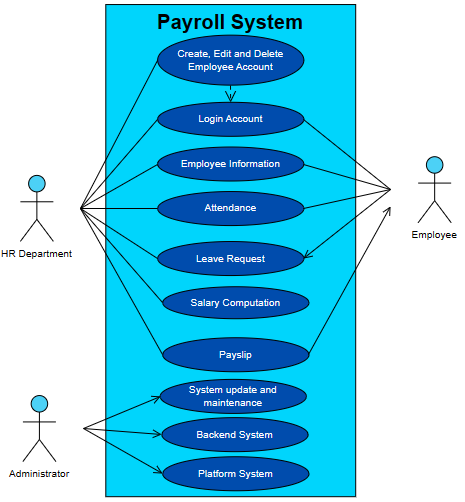 Payroll System
Create, Edit and Delete
Employee Account
Login Account
Employee Information
Attendance
Leave Request
Salary Computation
Payslip
System update and
maintenance
Backend System
Platform System
HR Department
Employee
Administrator